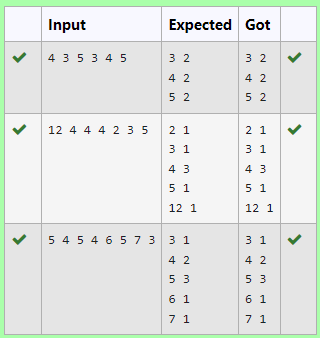 Input Expected Got
4 3 5 3 4 5 3 2 3 2
4 2 4 2
5 2 5 2
12 4 4 4 2 3 5 2 1 2 1
3 1 3 1
4 3 4 3
5 1 5 1
12 1 12 1
5 4 5 4 6 5 7 3 3 1 3 1
4 2 4 2
5 3 5 3
6 1 6 1
7 1 7 1